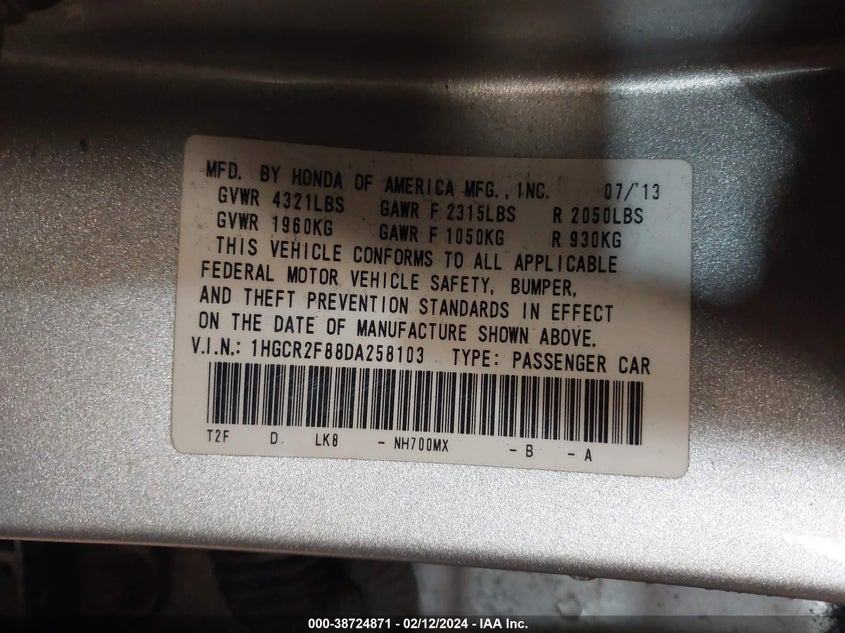 MFD. BY HONDA OF AMERICA MFG., INC. 07/'13
GVWR 4321LBS GAWR F 2315LBS R 2050LBS
GVWR 1960KG GAWR F 1050KG R 930KG
THIS VEHICLE CONFORMS TO ALL APPLICABLE
FEDERAL MOTOR VEHICLE SAFETY, BUMPER,
AND THEFT PREVENTION STANDARDS IN EFFECT
ON THE DATE OF MANUFACTURE SHOWN ABOVE.
V.I.N.: 1HGCR2F88DA258103 TYPE: PASSENGER CAR
T2F D LK8 - NH700MX - B - A
000-38724871 - 02/12/2024 - IAA Inc.